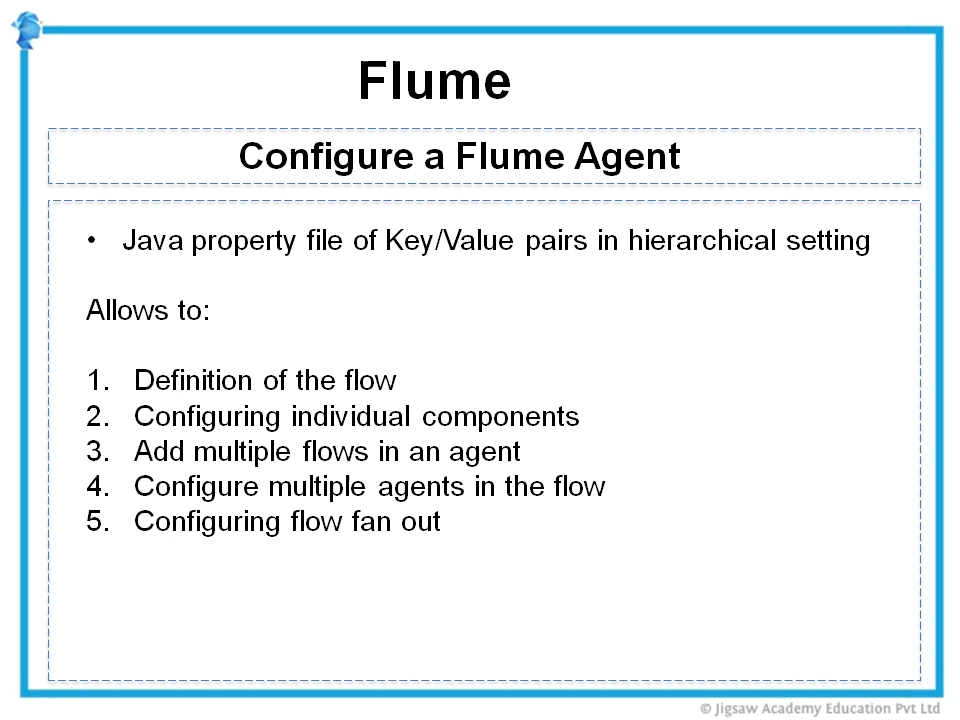 Flume
Configure a Flume Agent
• Java property file of Key/Value pairs in hierarchical setting
Allows to:
1. Definition of the flow
2. Configuring individual components
3. Add multiple flows in an agent
4. Configure multiple agents in the flow
5. Configuring flow fan out
© Jigsaw Academy Education Pvt Ltd